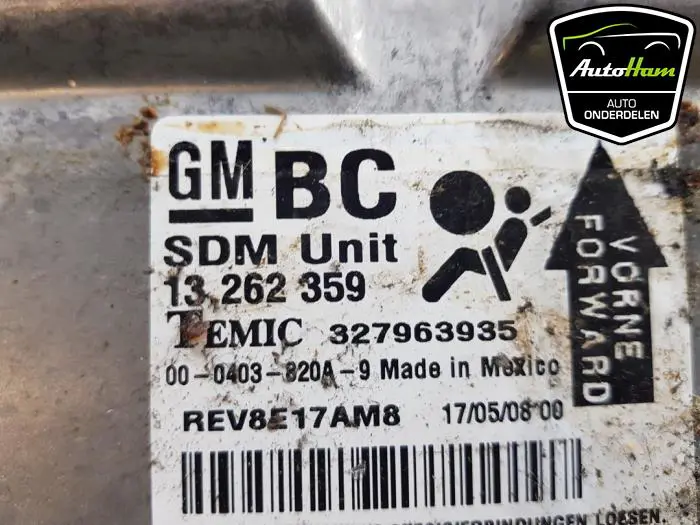 AutoHam
AUTO
ONDERDELEN
GM BC
SDM Unit
13 262 359
TEMIC 327963935
00-0403-820A-9 Made in Mexico
REV8E17AM8 17/05/08 00
VORNE
FORWARD
LOESEN.